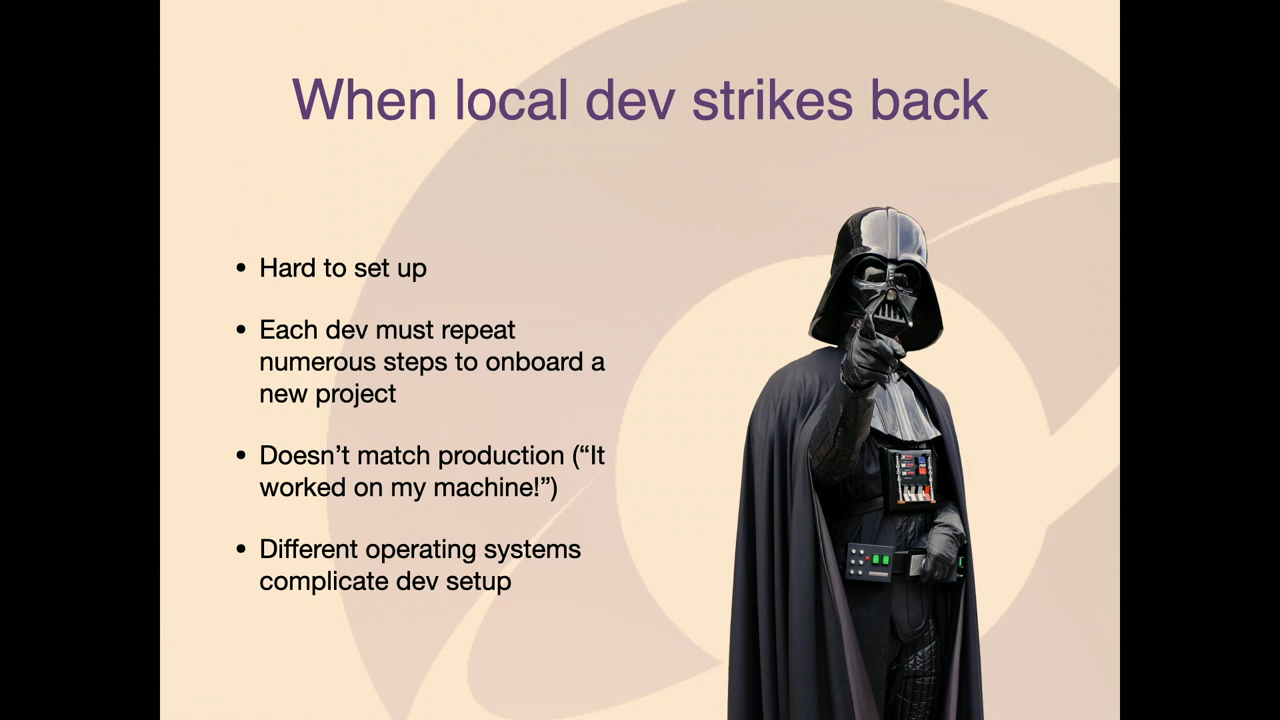 When local dev strikes back
• Hard to set up
• Each dev must repeat
numerous steps to onboard a
new project
• Doesn’t match production (“It
worked on my machine!”)
• Different operating systems
complicate dev setup